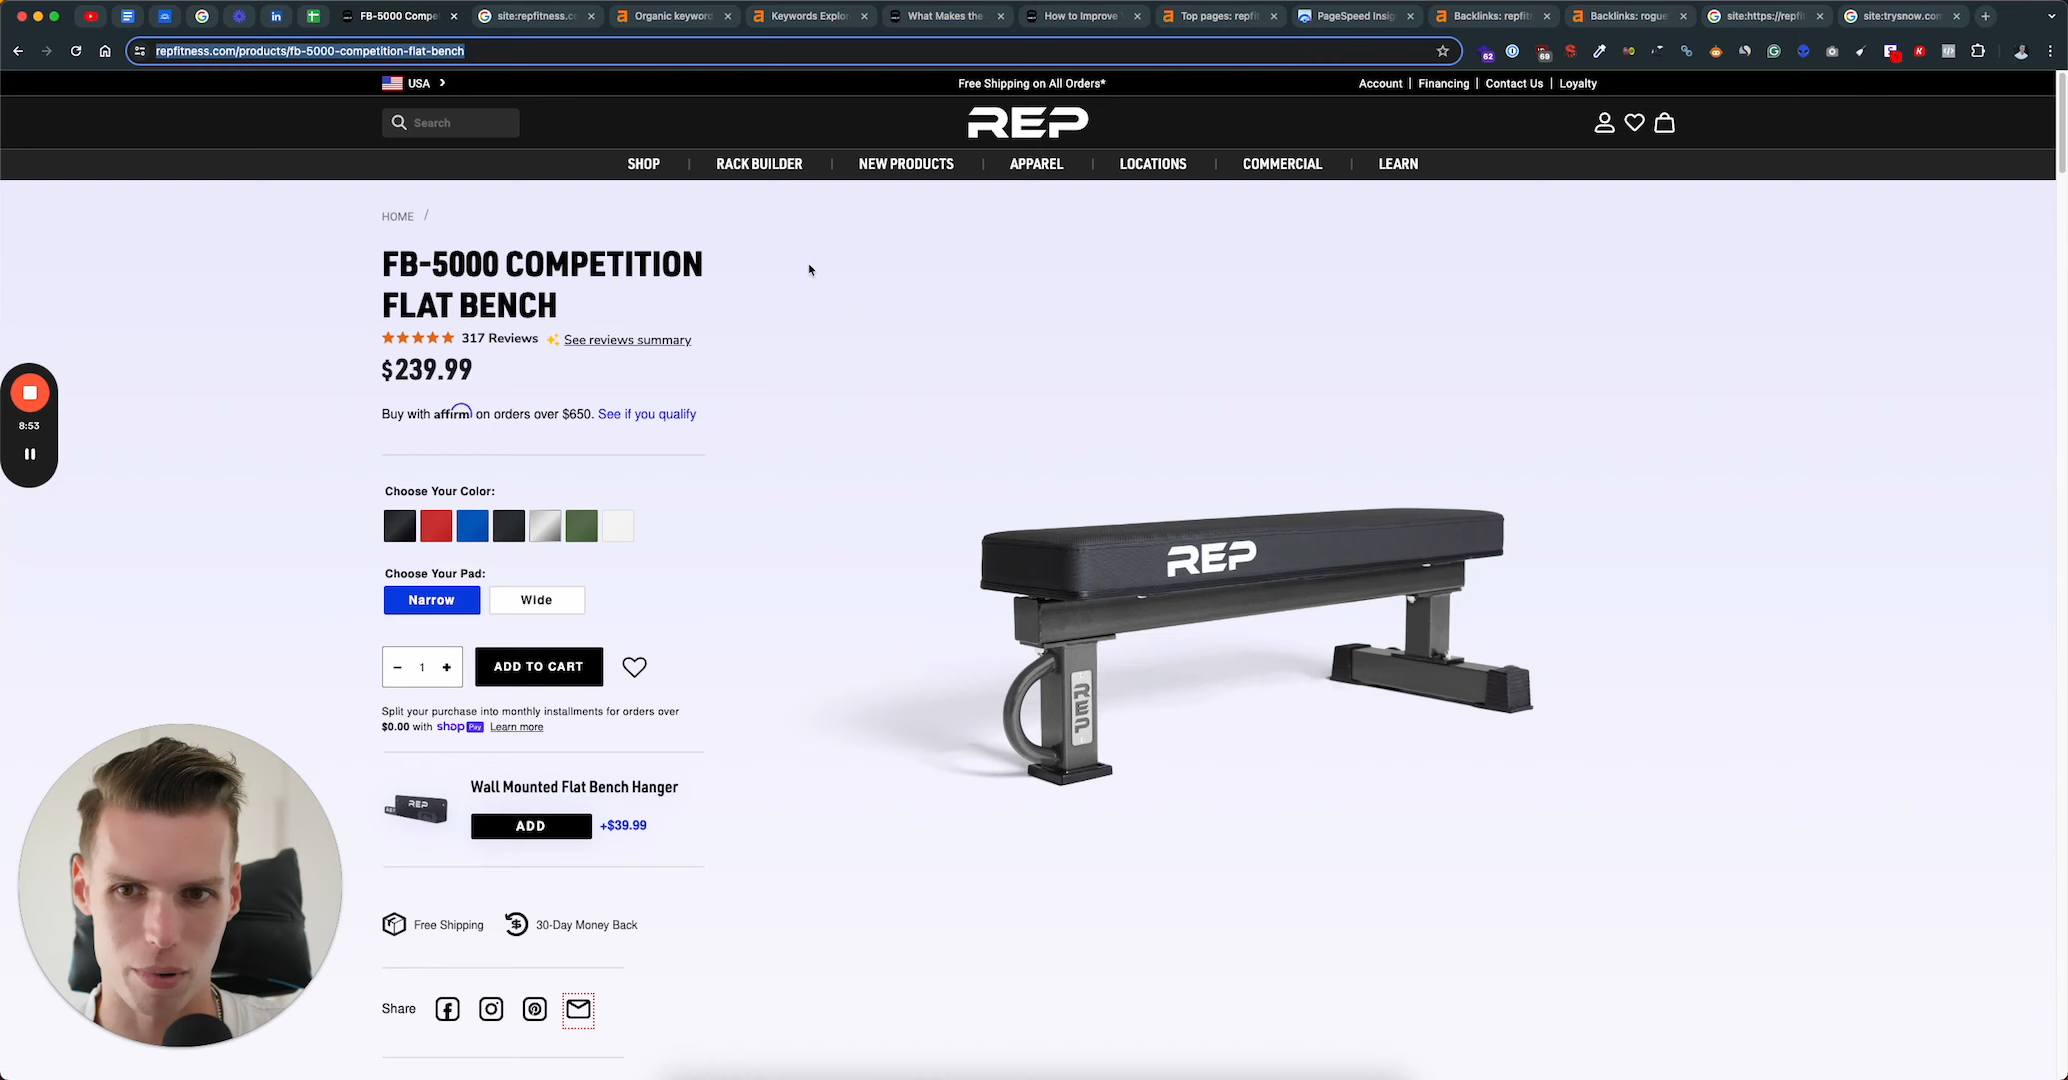 FB-5000 Compe
site:repfitness.c
Organic keyword
Keywords Explor
What Makes the
How to Improve
Top pages: repfi
PageSpeed Insig
Backlinks: repfit
Backlinks: rogue
site:https://repfi
site:trysnow.co
repfitness.com/products/fb-5000-competition-flat-bench
62
69
USA
Free Shipping on All Orders*
Account | Financing | Contact Us | Loyalty
Search
REP
SHOP | RACK BUILDER | NEW PRODUCTS | APPAREL | LOCATIONS | COMMERCIAL | LEARN
HOME /
FB-5000 COMPETITION
FLAT BENCH
317 Reviews See reviews summary
$239.99
Buy with affirm on orders over $650. See if you qualify
8:53
Choose Your Color:
Choose Your Pad:
Narrow Wide
REP
REP
- 1 + ADD TO CART
Split your purchase into monthly installments for orders over
$0.00 with shop Pay Learn more
Wall Mounted Flat Bench Hanger
REP
ADD +$39.99
Free Shipping 30-Day Money Back
Share